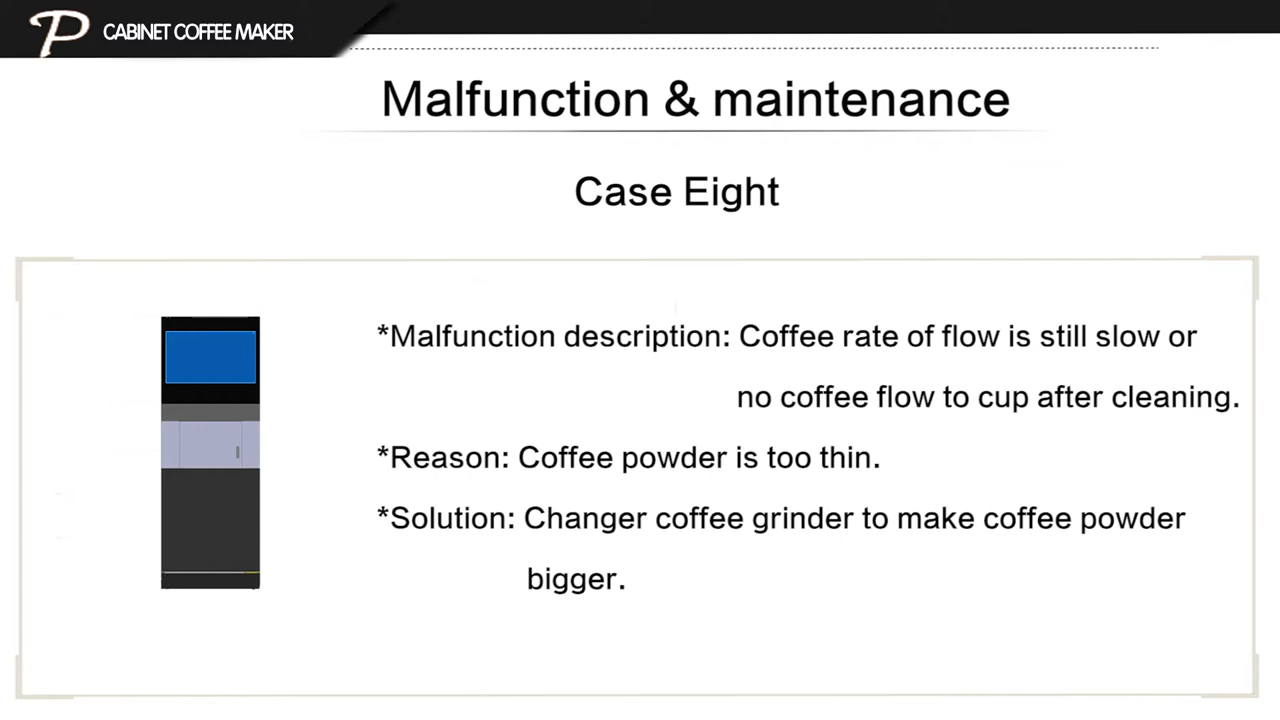 P CABINET COFFEE MAKER
Malfunction & maintenance
Case Eight
*Malfunction description: Coffee rate of flow is still slow or
no coffee flow to cup after cleaning.
*Reason: Coffee powder is too thin.
*Solution: Changer coffee grinder to make coffee powder
bigger.